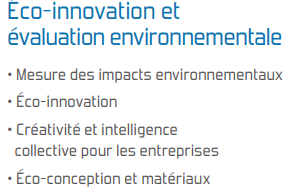 Éco-innovation et
évaluation environnementale
• Mesure des impacts environnementaux
• Éco-innovation
• Créativité et intelligence
collective pour les entreprises
• Éco-conception et matériaux